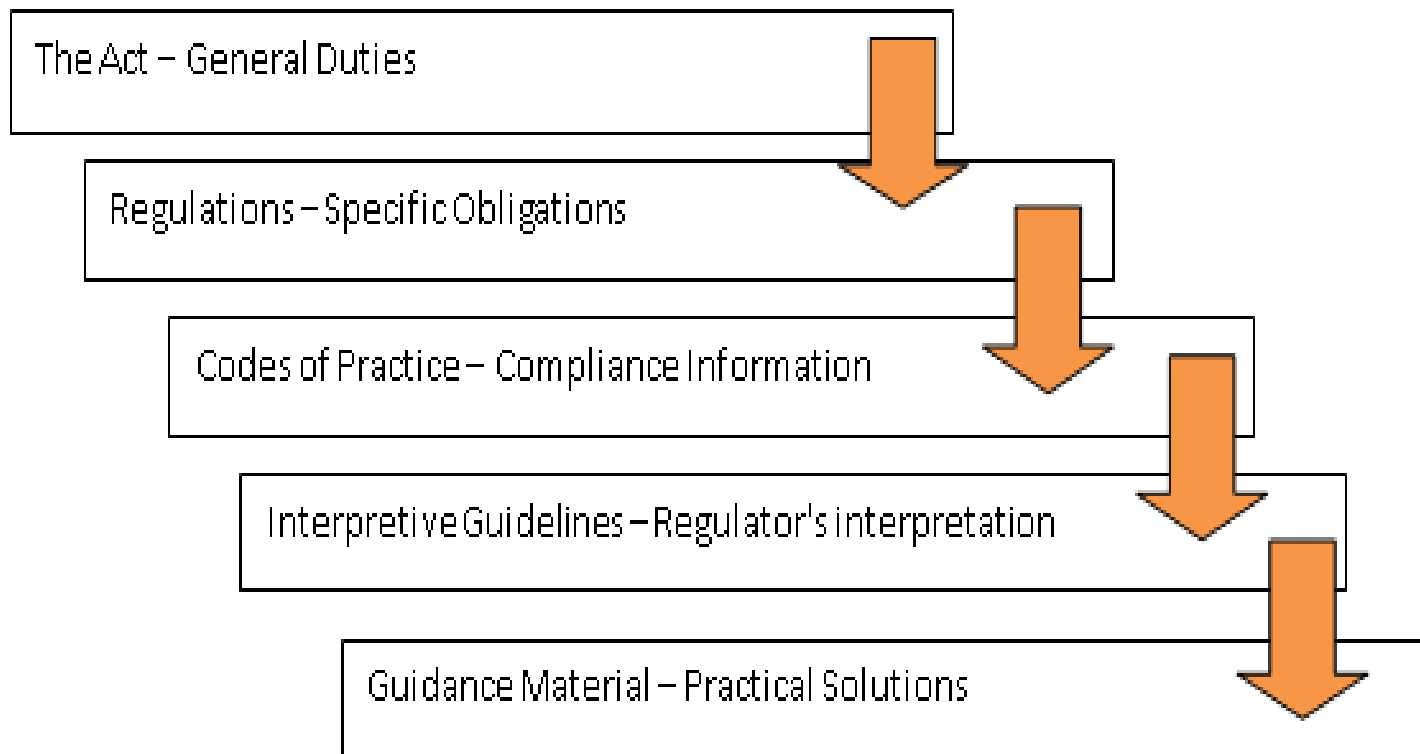 The Act – General Duties
Regulations – Specific Obligations
Codes of Practice – Compliance Information
Interpretive Guidelines – Regulator's interpretation
Guidance Material – Practical Solutions